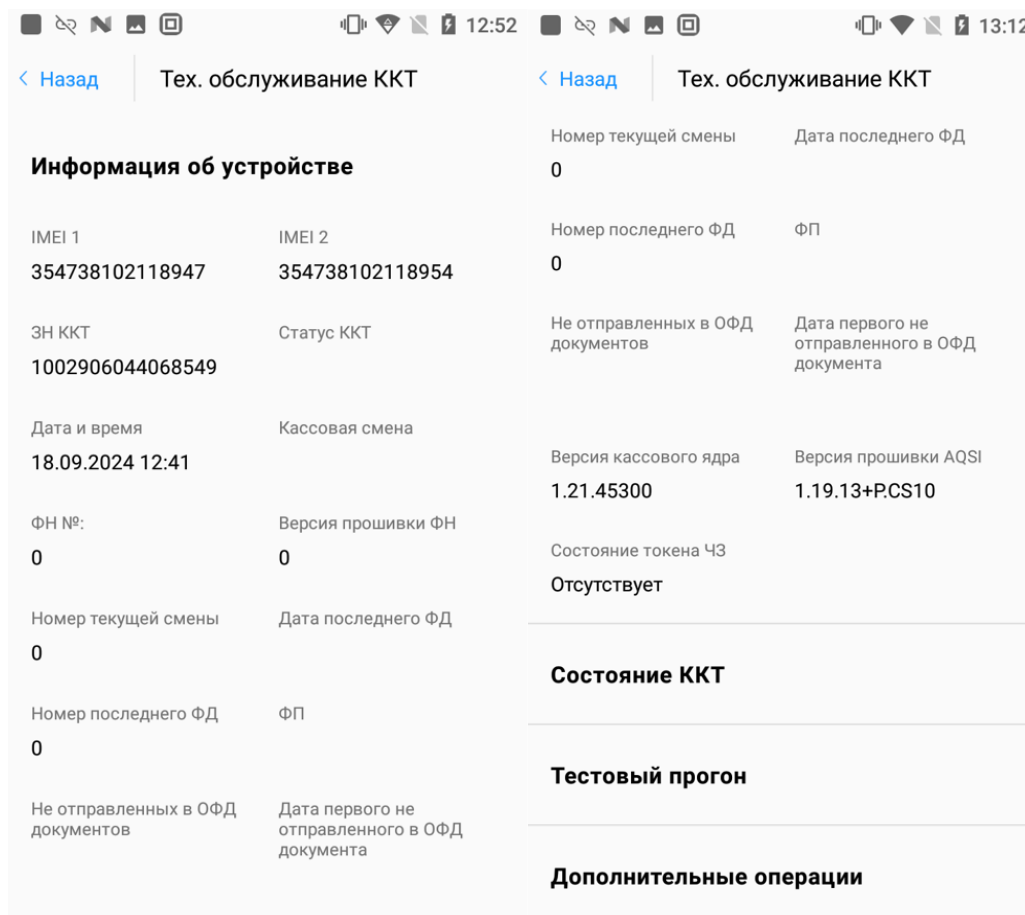 12:52
Назад
Тех. обслуживание ККТ
Информация об устройстве
IMEI 1 IMEI 2
354738102118947 354738102118954
ЗН ККТ Статус ККТ
1002906044068549
Дата и время Кассовая смена
18.09.2024 12:41
ФН №: Версия прошивки ФН
0 0
Номер текущей смены Дата последнего ФД
0
Номер последнего ФД ФП
0
Не отправленных в ОФД
документов
Дата первого не
отправленного в ОФД
документа
13:12
Назад
Тех. обслуживание ККТ
Номер текущей смены Дата последнего ФД
0
Номер последнего ФД ФП
0
Не отправленных в ОФД
документов
Дата первого не
отправленного в ОФД
документа
Версия кассового ядра Версия прошивки AQSI
1.21.45300 1.19.13+P.CS10
Состояние токена ЧЗ
Отсутствует
Состояние ККТ
Тестовый прогон
Дополнительные операции